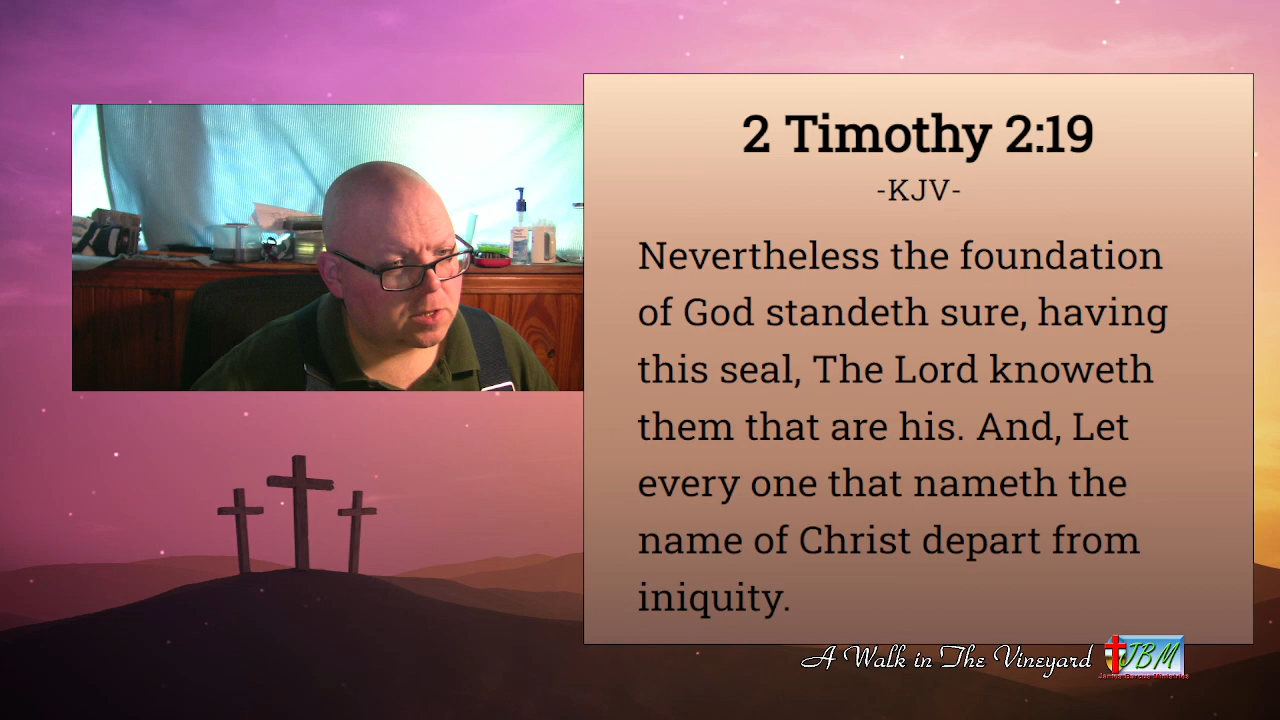 2 Timothy 2:19
-KJV-
Nevertheless the foundation
of God standeth sure, having
this seal, The Lord knoweth
them that are his. And, Let
every one that nameth the
name of Christ depart from
iniquity.
A Walk in The Vineyard
JBM